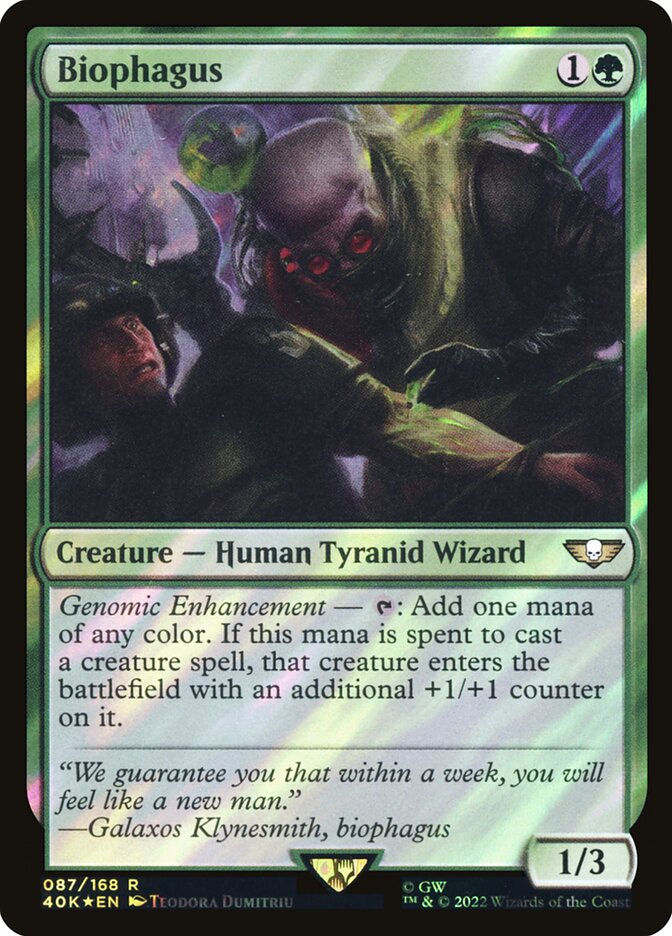 Biophagus 1
Creature — Human Tyranid Wizard
Genomic Enhancement — : Add one mana
of any color. If this mana is spent to cast
a creature spell, that creature enters the
battlefield with an additional +1/+1 counter
on it.
“We guarantee you that within a week, you will
feel like a new man.”
—Galaxos Klynesmith, biophagus
1/3
087/168 R
40K★EN Teodora Dumitriu
© GW
™ & © 2022 Wizards of the Coast